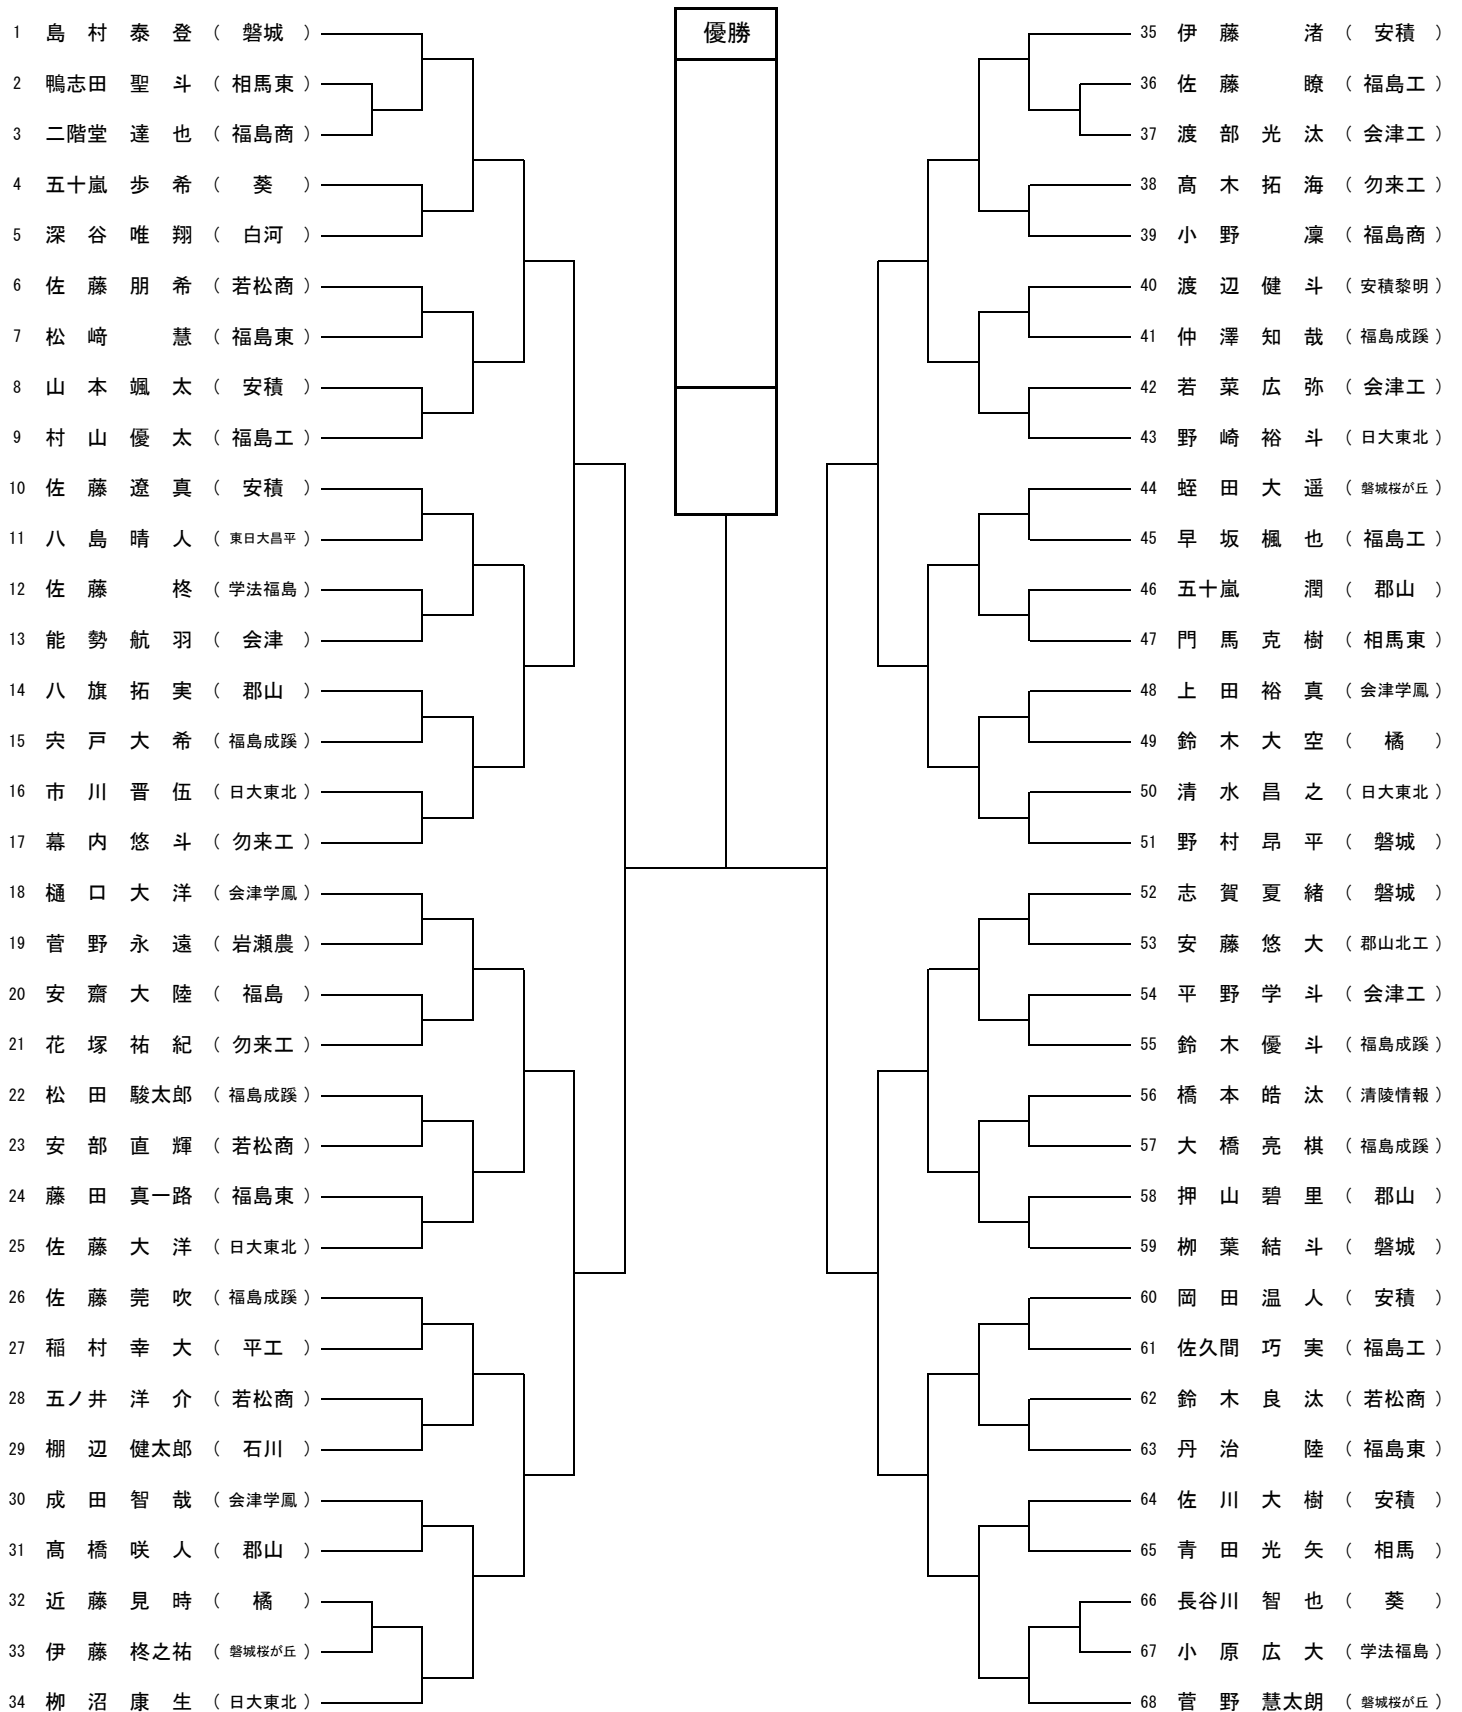 優勝
1 島村泰登 （ 磐城 ）
2 鴨志田聖斗 （ 相馬東 ）
3 二階堂達也 （ 福島商 ）
4 五十嵐歩希 （ 葵 ）
5 深谷唯翔 （ 白河 ）
6 佐藤朋希 （ 若松商 ）
7 松﨑慧 （ 福島東 ）
8 山本颯太 （ 安積 ）
9 村山優太 （ 福島工 ）
10 佐藤遼真 （ 安積 ）
11 八島晴人 （ 東日大昌平 ）
12 佐藤柊 （ 学法福島 ）
13 能勢航羽 （ 会津 ）
14 八旗拓実 （ 郡山 ）
15 宍戸大希 （ 福島成蹊 ）
16 市川晋伍 （ 日大東北 ）
17 幕内悠斗 （ 勿来工 ）
18 樋口大洋 （ 会津学鳳 ）
19 菅野永遠 （ 岩瀬農 ）
20 安齋大陸 （ 福島 ）
21 花塚祐紀 （ 勿来工 ）
22 松田駿太郎 （ 福島成蹊 ）
23 安部直輝 （ 若松商 ）
24 藤田真一路 （ 福島東 ）
25 佐藤大洋 （ 日大東北 ）
26 佐藤莞吹 （ 福島成蹊 ）
27 稲村幸大 （ 平工 ）
28 五ノ井洋介 （ 若松商 ）
29 棚辺健太郎 （ 石川 ）
30 成田智哉 （ 会津学鳳 ）
31 髙橋咲人 （ 郡山 ）
32 近藤見時 （ 橘 ）
33 伊藤柊之祐 （ 磐城桜が丘 ）
34 栁沼康生 （ 日大東北 ）
35 伊藤渚 （ 安積 ）
36 佐藤暸 （ 福島工 ）
37 渡部光汰 （ 会津工 ）
38 髙木拓海 （ 勿来工 ）
39 小野凜 （ 福島商 ）
40 渡辺健斗 （ 安積黎明 ）
41 仲澤知哉 （ 福島成蹊 ）
42 若菜広弥 （ 会津工 ）
43 野崎裕斗 （ 日大東北 ）
44 蛭田大遥 （ 磐城桜が丘 ）
45 早坂楓也 （ 福島工 ）
46 五十嵐潤 （ 郡山 ）
47 門馬克樹 （ 相馬東 ）
48 上田裕真 （ 会津学鳳 ）
49 鈴木大空 （ 橘 ）
50 清水昌之 （ 日大東北 ）
51 野村昂平 （ 磐城 ）
52 志賀夏緒 （ 磐城 ）
53 安藤悠大 （ 郡山北工 ）
54 平野学斗 （ 会津工 ）
55 鈴木優斗 （ 福島成蹊 ）
56 橋本皓汰 （ 清陵情報 ）
57 大橋亮棋 （ 福島成蹊 ）
58 押山碧里 （ 郡山 ）
59 栁葉結斗 （ 磐城 ）
60 岡田温人 （ 安積 ）
61 佐久間巧実 （ 福島工 ）
62 鈴木良汰 （ 若松商 ）
63 丹治陸 （ 福島東 ）
64 佐川大樹 （ 安積 ）
65 青田光矢 （ 相馬 ）
66 長谷川智也 （ 葵 ）
67 小原広大 （ 学法福島 ）
68 菅野慧太朗 （ 磐城桜が丘 ）